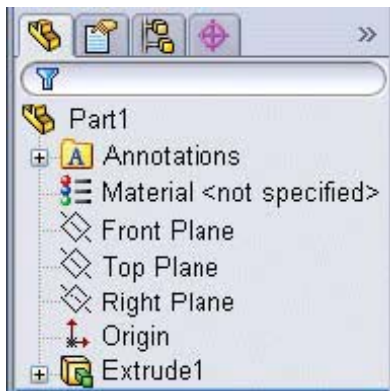 »
Part1
A Annotations
Material <not specified>
Front Plane
Top Plane
Right Plane
Origin
Extrude1